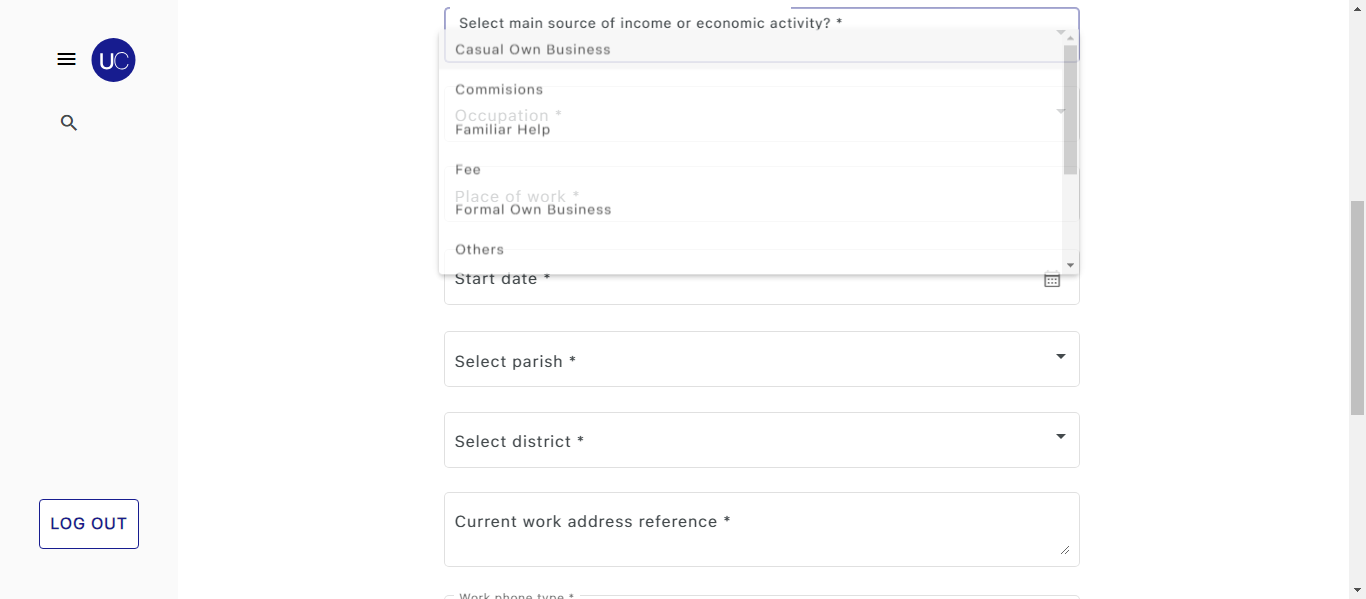 Select main source of income or economic activity? *
UC
Casual Own Business
Commisions
Occupation *
Familiar Help
Fee
Place of work *
Formal Own Business
Others
Start date *
Select parish *
Select district *
LOG OUT
Current work address reference *
Work phone type *